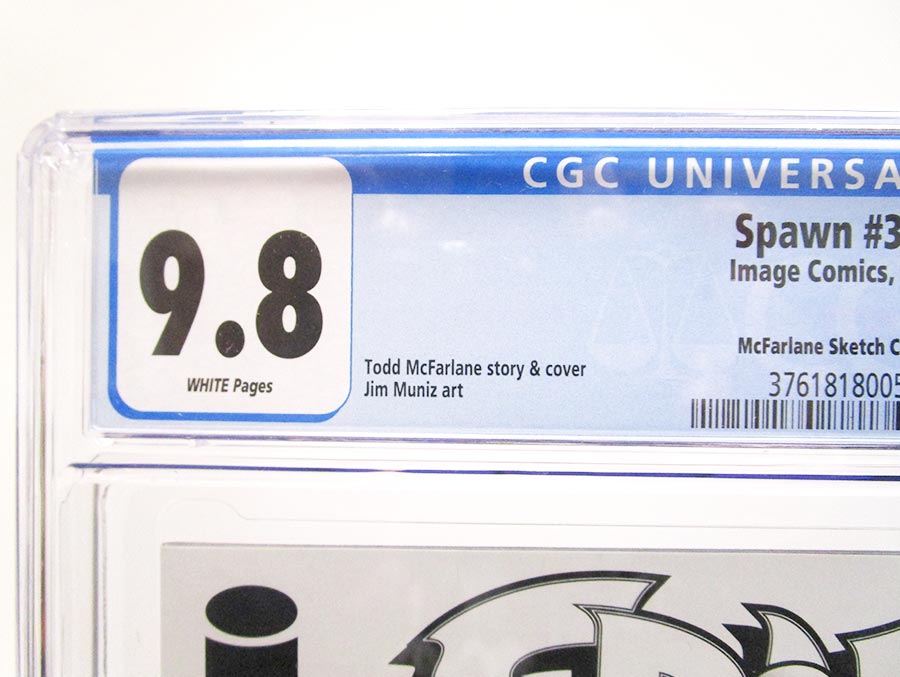 CGC UNIVERSA
9.8
WHITE Pages
Spawn #3
Image Comics,
McFarlane Sketch C
Todd McFarlane story & cover
Jim Muniz art
3761818005
i